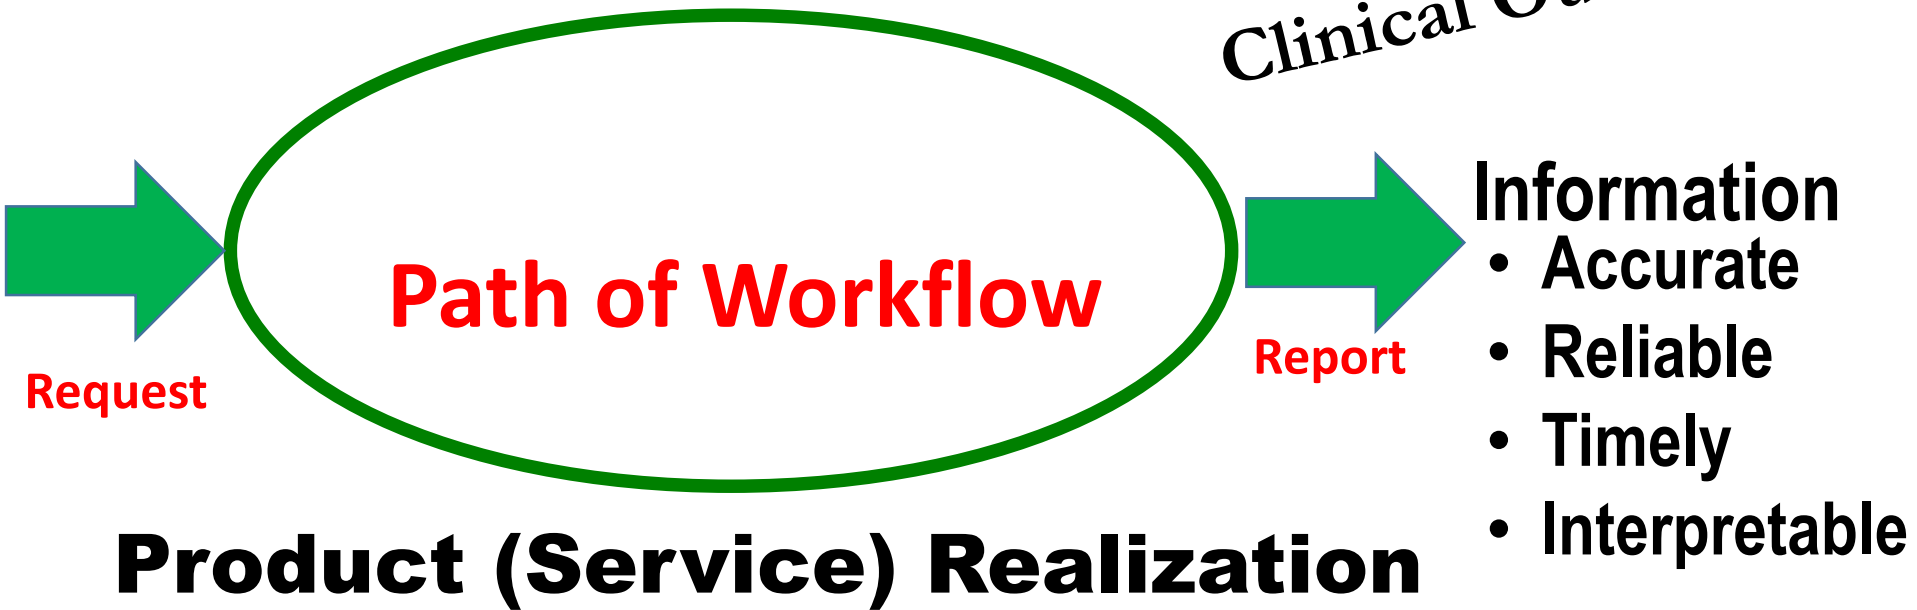 Clinical
Information
• Accurate
Path of Workflow
Report
• Reliable
Request
• Timely
• Interpretable
Product (Service) Realization